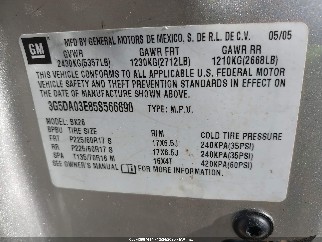 GM
MFD BY GENERAL MOTORS DE MEXICO, S. DE R.L. DE C.V. 05/05
GVWR GAWR FRT GAWR RR
2430KG(5357LB) 1230KG(2712LB) 1210KG(2668LB)
THIS VEHICLE CONFORMS TO ALL APPLICABLE U.S. FEDERAL MOTOR
VEHICLE SAFETY AND THEFT PREVENTION STANDARDS IN EFFECT ON THE
DATE OF MANUFACTURE SHOWN ABOVE.
3G5DA03E85S566690 TYPE: M.P.V.
MODEL:
TIRE SIZE RIM COLD TIRE PRESSURE
FRT P225/60R17 S 17X6.5J 240KPA(35PSI)
RR P225/60R17 S 17X6.5J 240KPA(35PSI)
SPA T135/70R16 M 16X4T 420KPA(60PSI)
SEE OWNER'S MANUAL FOR ADDITIONAL INFORMATION